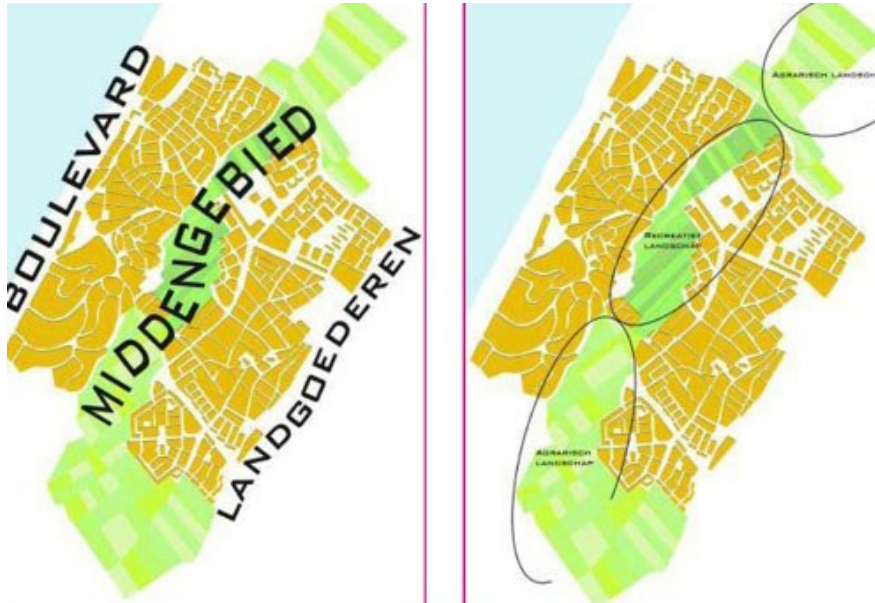 BOULEVARD
MIDDENGEBIED
LANDGOEDEREN
AGRARISCH LANDSCH
RECREATIEF
LANDSCHAP
AGRARISCH
LANDSCHAP